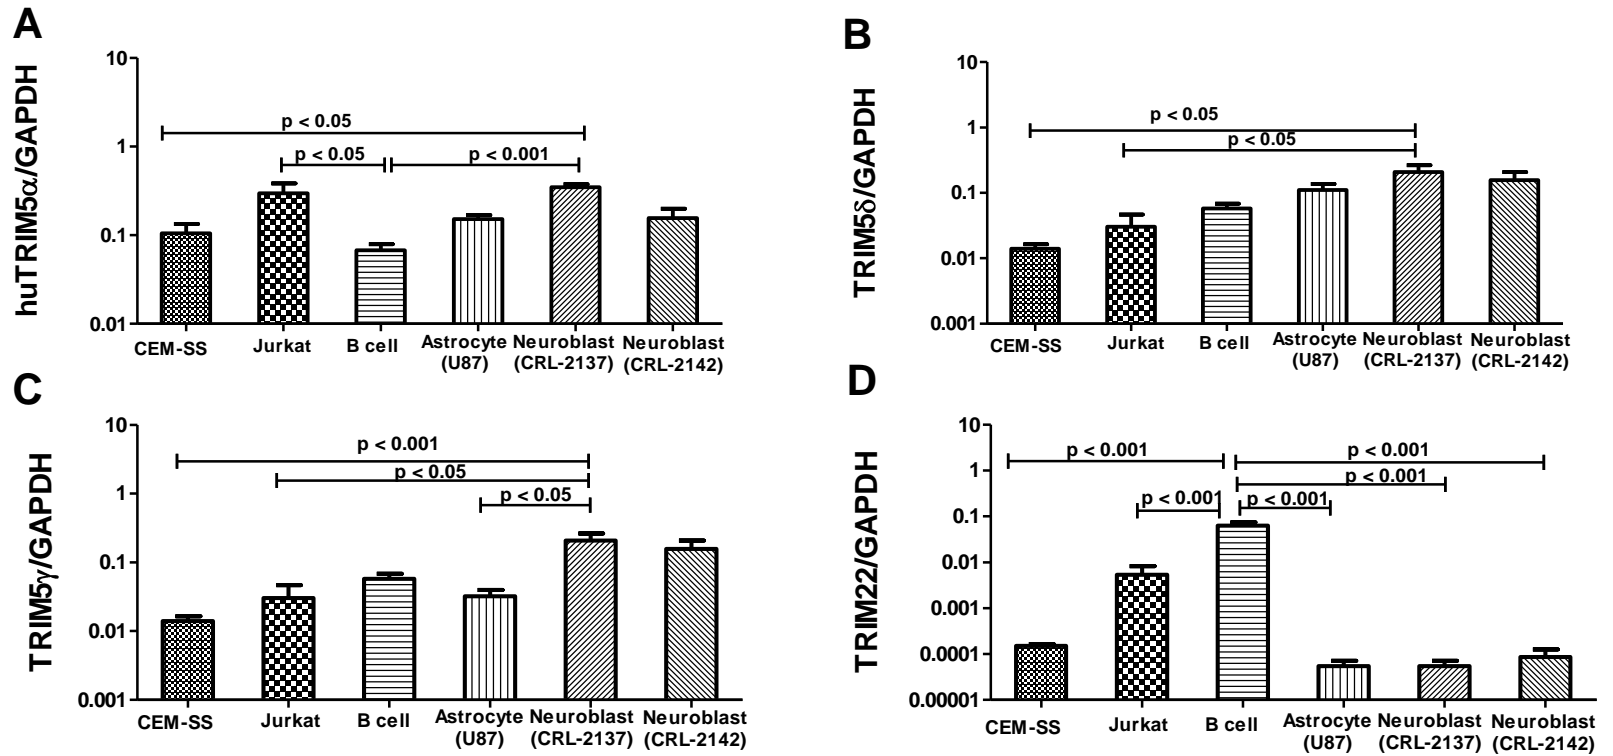 A
huTRIM5α/GAPDH
10
1
0.1
0.01
p < 0.05
p < 0.05
p < 0.001
CEM-SS
Jurkat
B cell
Astrocyte
(U87)
Neuroblast
(CRL-2137)
Neuroblast
(CRL-2142)
B
TRIM5δ/GAPDH
10
1
0.1
0.01
0.001
p < 0.05
p < 0.05
CEM-SS
Jurkat
B cell
Astrocyte
(U87)
Neuroblast
(CRL-2137)
Neuroblast
(CRL-2142)
C
TRIM5γ/GAPDH
10
1
0.1
0.01
0.001
p < 0.001
p < 0.05
p < 0.05
CEM-SS
Jurkat
B cell
Astrocyte
(U87)
Neuroblast
(CRL-2137)
Neuroblast
(CRL-2142)
D
TRIM22/GAPDH
10
1
0.1
0.01
0.001
0.0001
0.00001
p < 0.001
p < 0.001
p < 0.001
p < 0.001
p < 0.001
CEM-SS
Jurkat
B cell
Astrocyte
(U87)
Neuroblast
(CRL-2137)
Neuroblast
(CRL-2142)